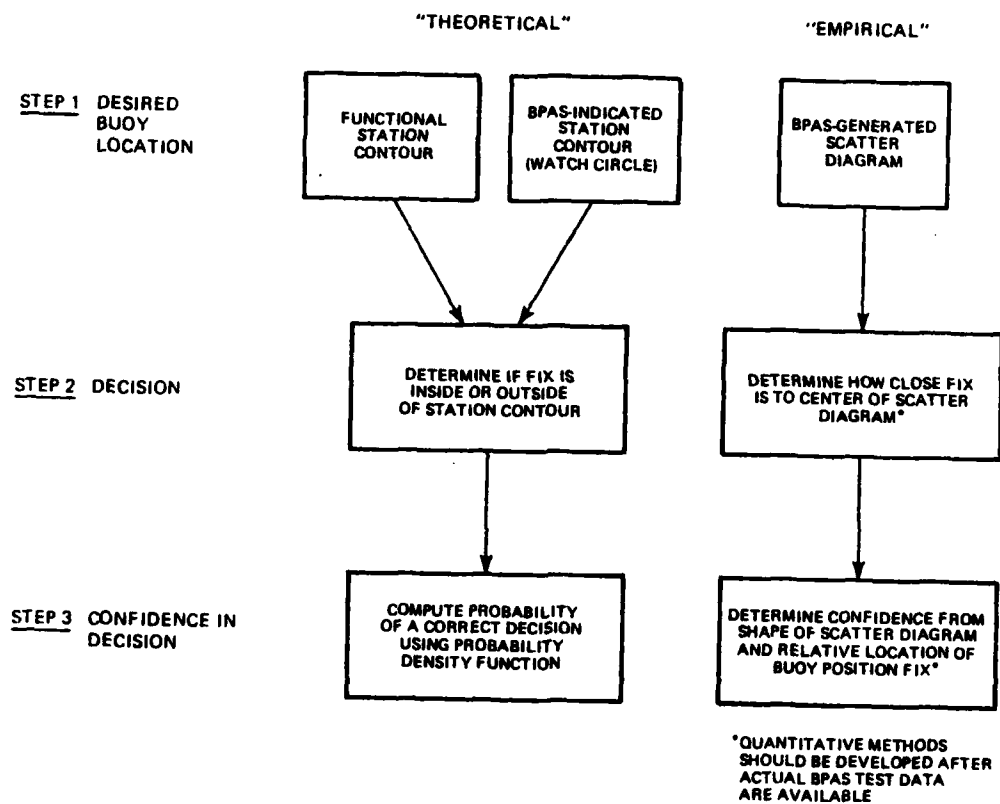 "THEORETICAL"
"EMPIRICAL"
STEP 1 DESIRED
BUOY
LOCATION
FUNCTIONAL
STATION
CONTOUR
BPAS-INDICATED
STATION
CONTOUR
(WATCH CIRCLE)
BPAS-GENERATED
SCATTER
DIAGRAM
STEP 2 DECISION
DETERMINE IF FIX IS
INSIDE OR OUTSIDE
OF STATION CONTOUR
DETERMINE HOW CLOSE FIX
IS TO CENTER OF SCATTER
DIAGRAM*
STEP 3 CONFIDENCE IN
DECISION
COMPUTE PROBABILITY
OF A CORRECT DECISION
USING PROBABILITY
DENSITY FUNCTION
DETERMINE CONFIDENCE FROM
SHAPE OF SCATTER DIAGRAM
AND RELATIVE LOCATION OF
BUOY POSITION FIX*
*QUANTITATIVE METHODS
SHOULD BE DEVELOPED AFTER
ACTUAL BPAS TEST DATA
ARE AVAILABLE